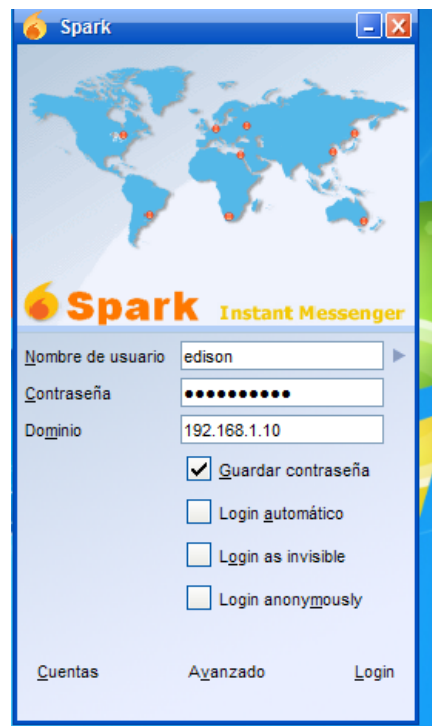 Spark
Spark Instant Messenger
Nombre de usuario edison
Contraseña ●●●●●●●●●●
Dominio 192.168.1.10
Guardar contraseña
Login automático
Login as invisible
Login anonymously
Cuentas Avanzado Login